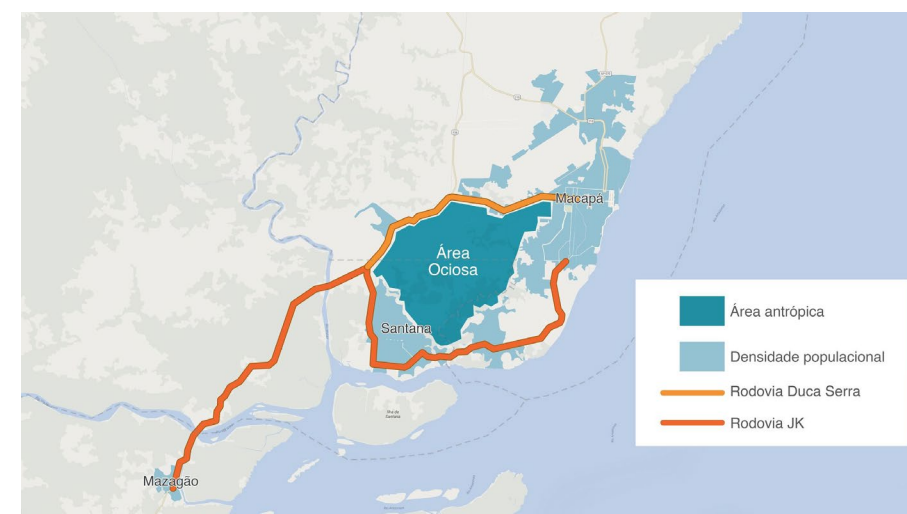 Macapá
Área
Ociosa
Santana
Mazagão
Área antrópica
Densidade populacional
Rodovia Duca Serra
Rodovia JK